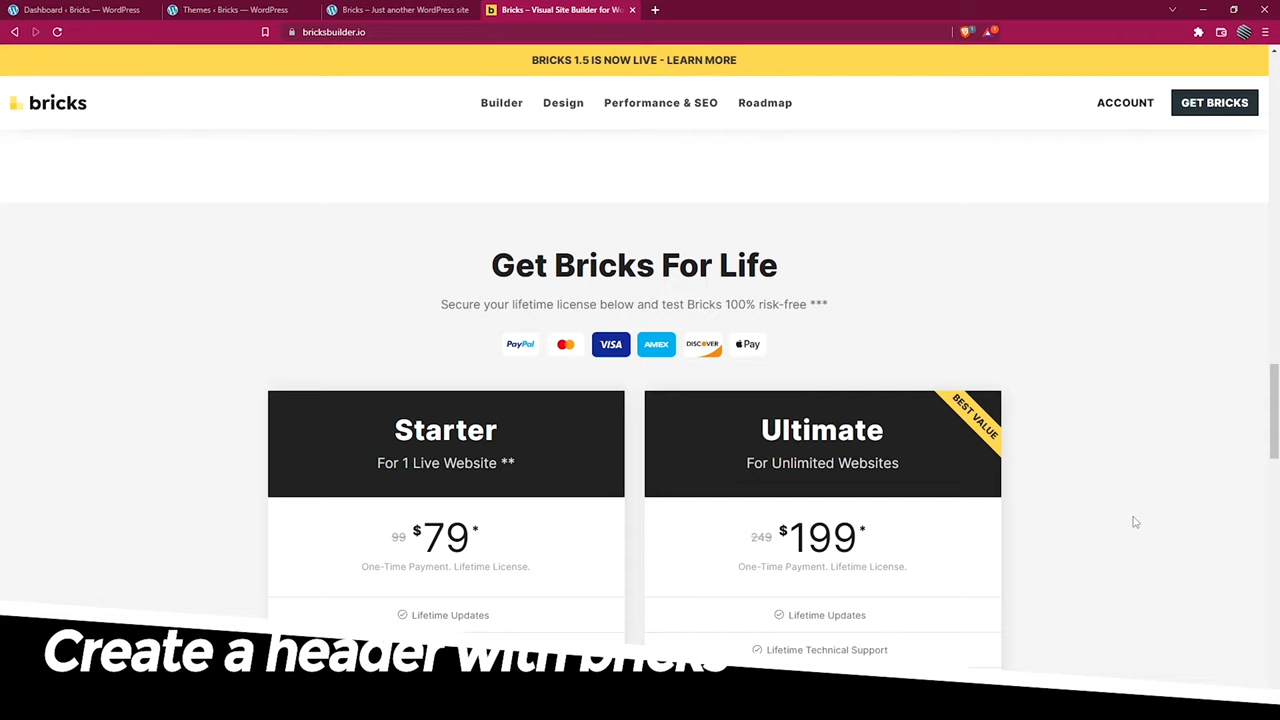 Dashboard ‹ Bricks — WordPress
Themes ‹ Bricks — WordPress
Bricks – Just another WordPress site
b
Bricks – Visual Site Builder for Wo
bricksbuilder.io
BRICKS 1.5 IS NOW LIVE - LEARN MORE
bricks
Builder
Design
Performance & SEO
Roadmap
ACCOUNT
GET BRICKS
Get Bricks For Life
Secure your lifetime license below and test Bricks 100% risk-free ***
PayPal
VISA
AMEX
DISCOVER
Pay
Starter
For 1 Live Website **
99 $79*
One-Time Payment. Lifetime License.
Lifetime Updates
BEST VALUE
Ultimate
For Unlimited Websites
249 $199*
One-Time Payment. Lifetime License.
Lifetime Updates
Lifetime Technical Support
Create a header with bricks